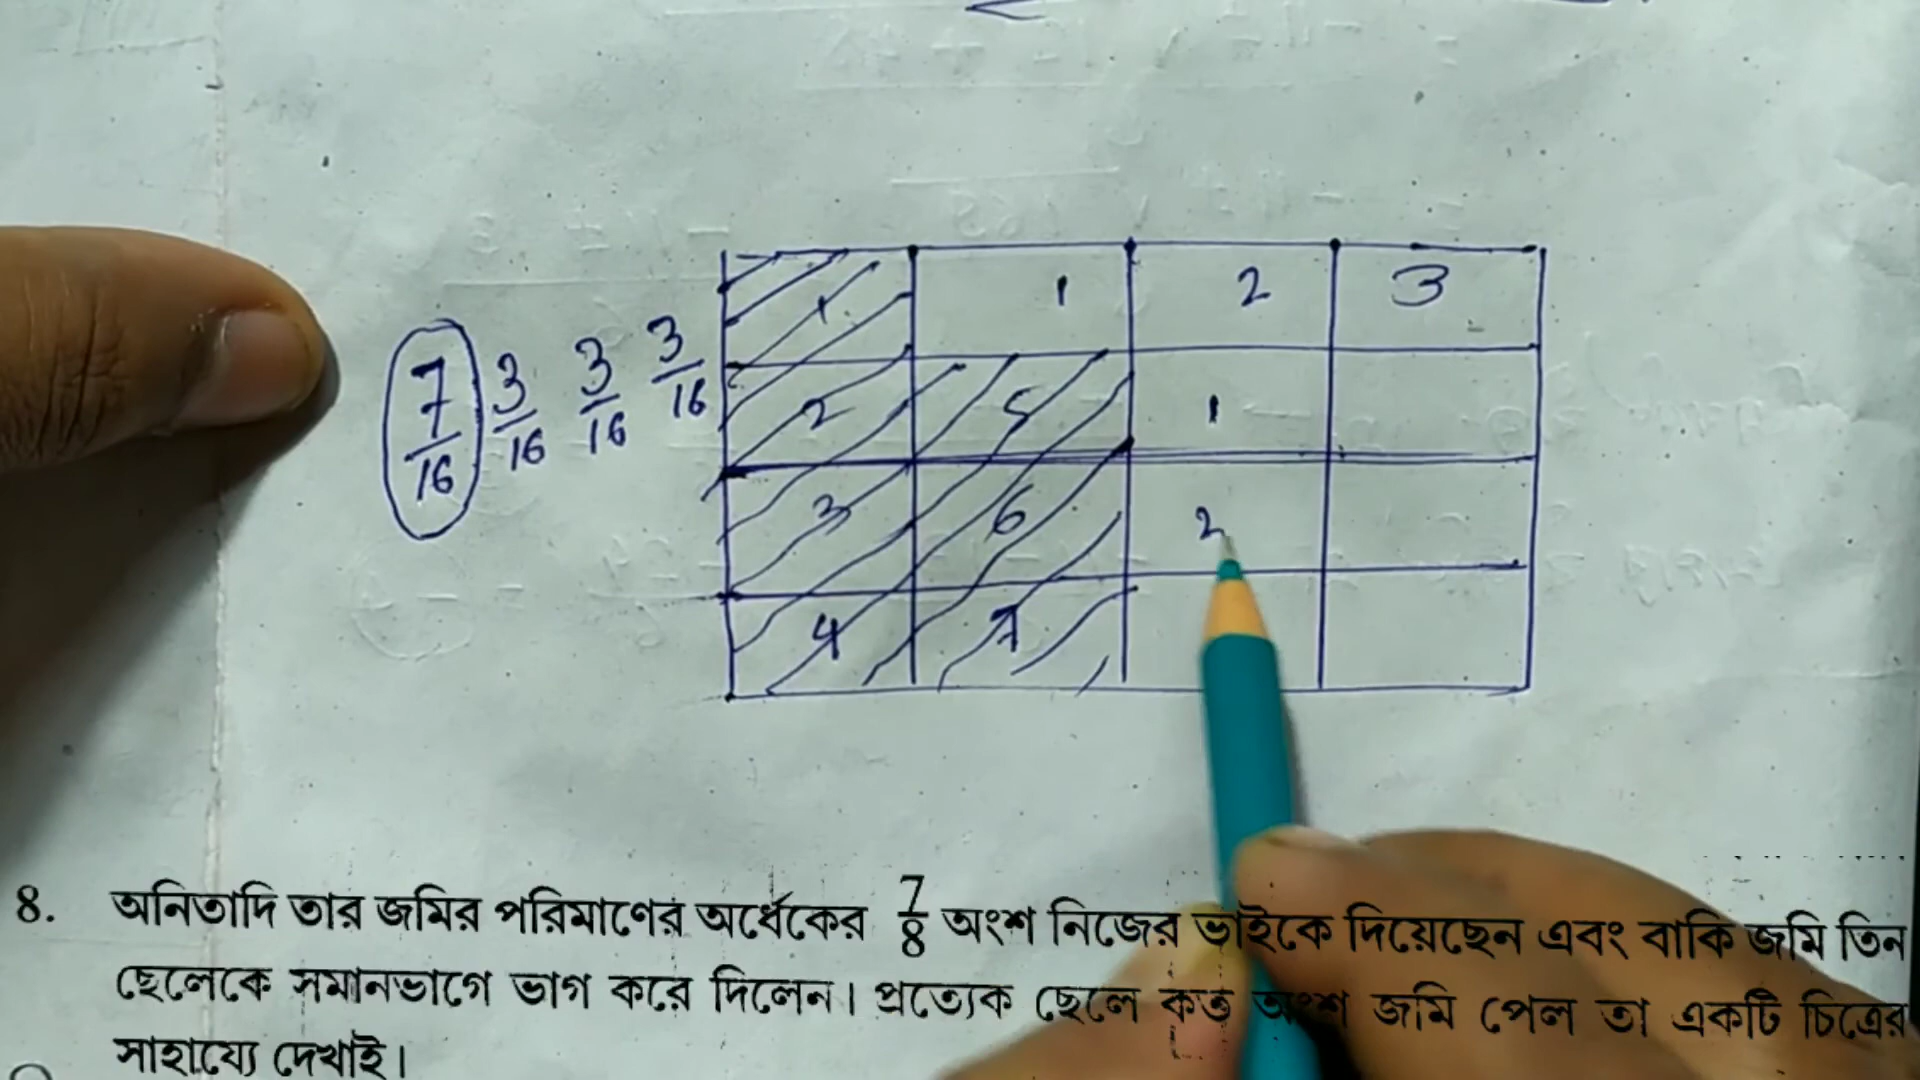 1 1 2 3
7/16 3/16 3/16 3/16
2 5 1
3 6 2
4 7
8. অনিতাদি তার জমির পরিমাণের অর্ধেকের 7/8 অংশ নিজের ভাইকে দিয়েছেন এবং বাকি জমি তিন
ছেলেকে সমানভাগে ভাগ করে দিলেন। প্রত্যেক ছেলে কত অংশ জমি পেল তা একটি চিত্রের
সাহায্যে দেখাই।